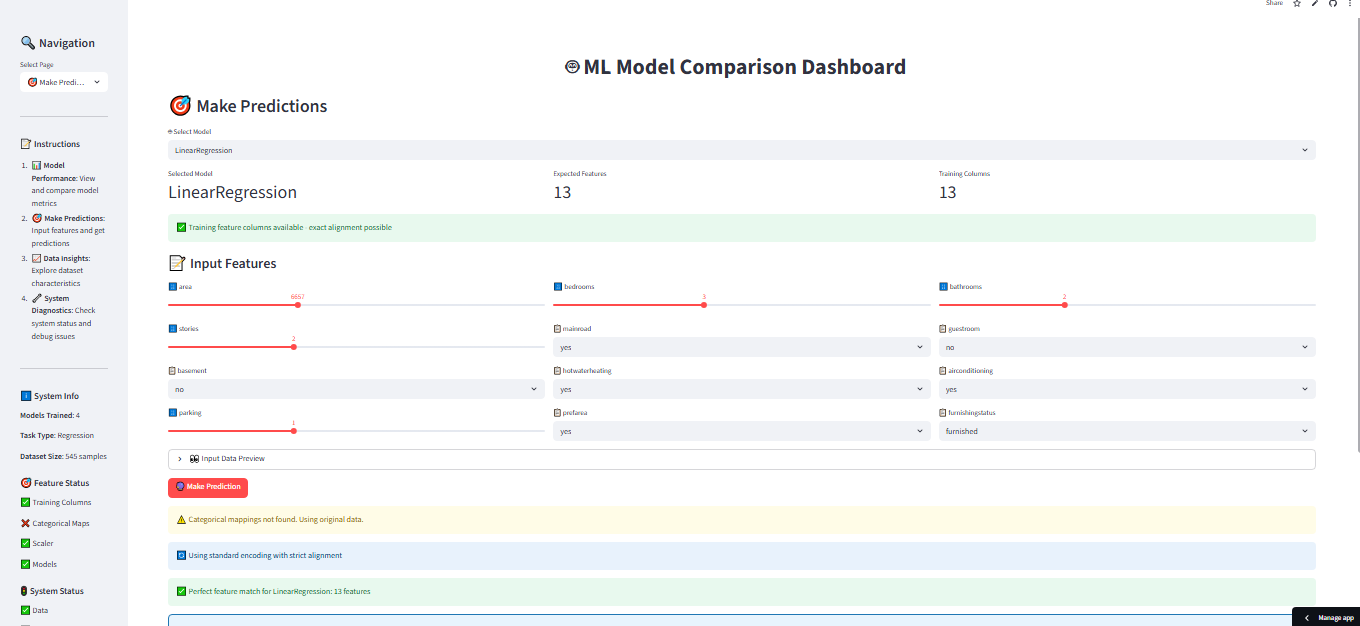 Share
Navigation
Select Page
Make Predi...
Instructions
1. Model
Performance: View
and compare model
metrics
2. Make Predictions:
Input features and get
predictions
3. Data Insights:
Explore dataset
characteristics
4. System
Diagnostics: Check
system status and
debug issues
System Info
Models Trained: 4
Task Type: Regression
Dataset Size: 545 samples
Feature Status
Training Columns
Categorical Maps
Scaler
Models
System Status
Data
ML Model Comparison Dashboard
Make Predictions
Select Model
LinearRegression
Selected Model
Expected Features
Training Columns
LinearRegression
13
13
Training feature columns available - exact alignment possible
Input Features
area
bedrooms
bathrooms
6657
3
2
stories
mainroad
guestroom
2
yes
no
basement
hotwaterheating
airconditioning
no
yes
yes
parking
prefarea
furnishingstatus
1
yes
furnished
Input Data Preview
Make Prediction
Categorical mappings not found. Using original data.
Using standard encoding with strict alignment
Perfect feature match for LinearRegression: 13 features
Manage app